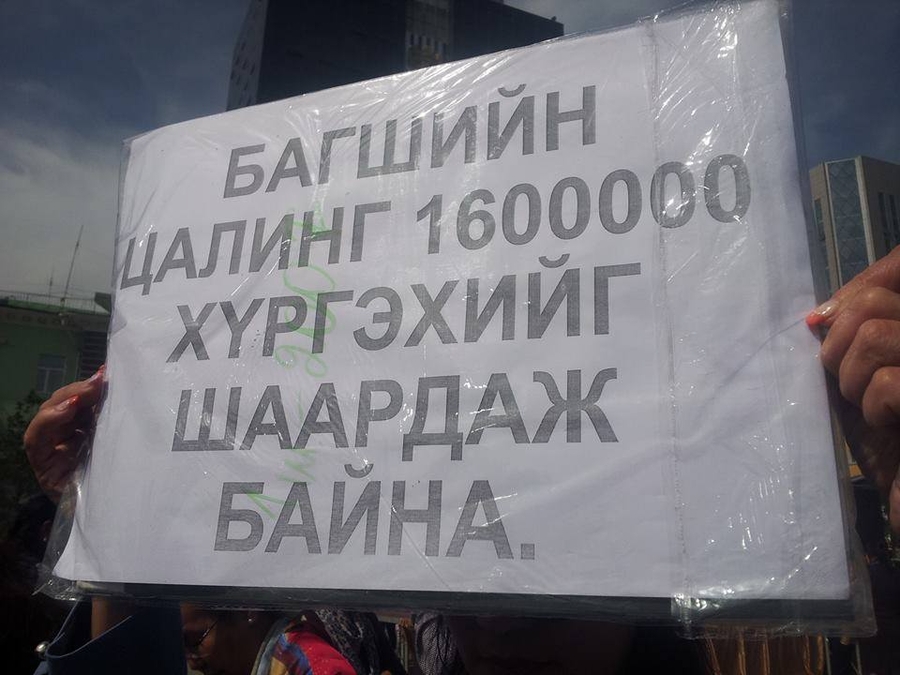 БАГШИЙН
ЦАЛИНГ 1600000
ХҮРГЭХИЙГ
ШААРДАЖ
БАЙНА.